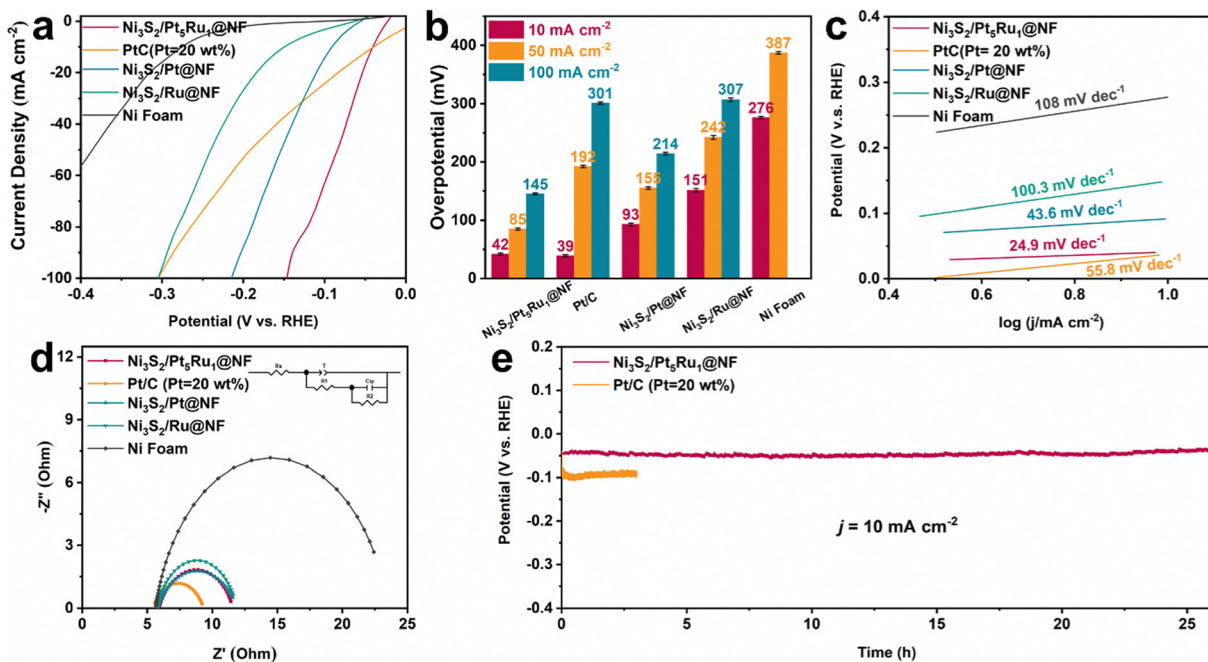 a
Current Density (mA cm⁻²)
0
-20
-40
-60
-80
-100
-0.4
-0.3
-0.2
-0.1
0.0
Potential (V vs. RHE)
Ni₃S₂/Pt₅Ru₁@NF
PtC(Pt=20 wt%)
Ni₃S₂/Pt@NF
Ni₃S₂/Ru@NF
Ni Foam
b
Overpotential (mV)
400
300
200
100
0
10 mA cm⁻²
50 mA cm⁻²
100 mA cm⁻²
42
85
145
39
192
301
93
155
214
151
242
307
276
387
Ni₃S₂/Pt₅Ru₁@NF
Pt/C
Ni₃S₂/Pt@NF
Ni₃S₂/Ru@NF
Ni Foam
c
Potential (V v.s. RHE)
0.4
0.3
0.2
0.1
0.0
0.4
0.6
0.8
1.0
log (j/mA cm⁻²)
Ni₃S₂/Pt₅Ru₁@NF
PtC(Pt= 20 wt%)
Ni₃S₂/Pt@NF
Ni₃S₂/Ru@NF
Ni Foam
108 mV dec⁻¹
100.3 mV dec⁻¹
43.6 mV dec⁻¹
24.9 mV dec⁻¹
55.8 mV dec⁻¹
d
-Z'' (Ohm)
12
9
6
3
0
0
5
10
15
20
25
Z' (Ohm)
Ni₃S₂/Pt₅Ru₁@NF
Pt/C (Pt=20 wt%)
Ni₃S₂/Pt@NF
Ni₃S₂/Ru@NF
Ni Foam
Rs
T
R1
R2
e
Potential (V vs. RHE)
0.2
0.1
0.0
-0.1
-0.2
-0.3
-0.4
0
5
10
15
20
25
Time (h)
Ni₃S₂/Pt₅Ru₁@NF
Pt/C (Pt=20 wt%)
j = 10 mA cm⁻²